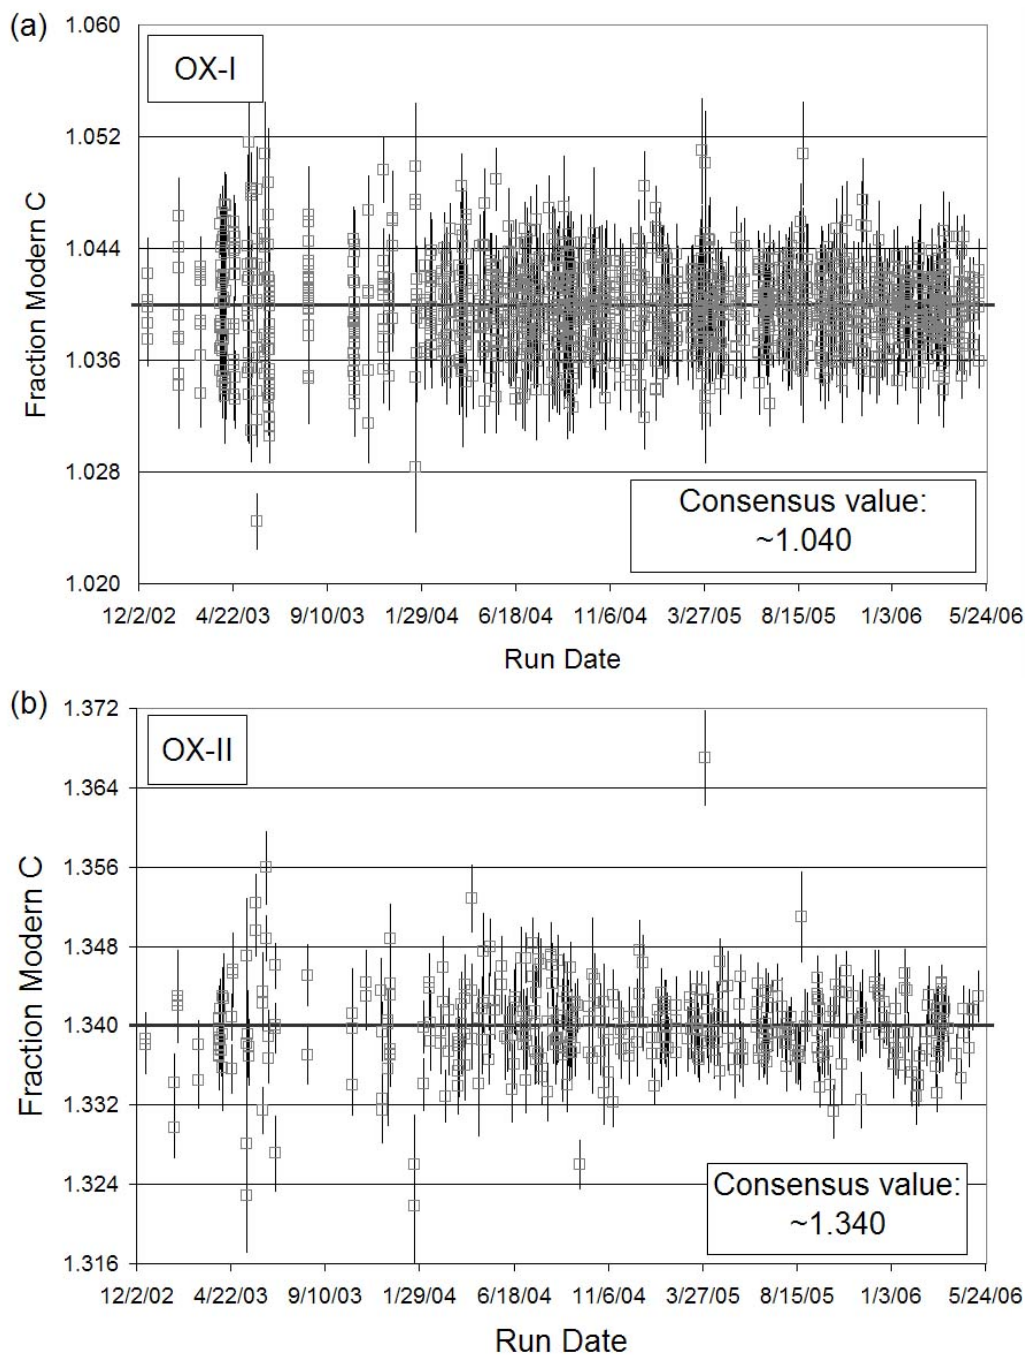 (a)
1.060
OX-I
1.052
1.044
1.036
1.028
1.020
Fraction Modern C
Consensus value:
~1.040
12/2/02 4/22/03 9/10/03 1/29/04 6/18/04 11/6/04 3/27/05 8/15/05 1/3/06 5/24/06
Run Date
(b)
1.372
OX-II
1.364
1.356
1.348
1.340
1.332
1.324
1.316
Fraction Modern C
Consensus value:
~1.340
12/2/02 4/22/03 9/10/03 1/29/04 6/18/04 11/6/04 3/27/05 8/15/05 1/3/06 5/24/06
Run Date